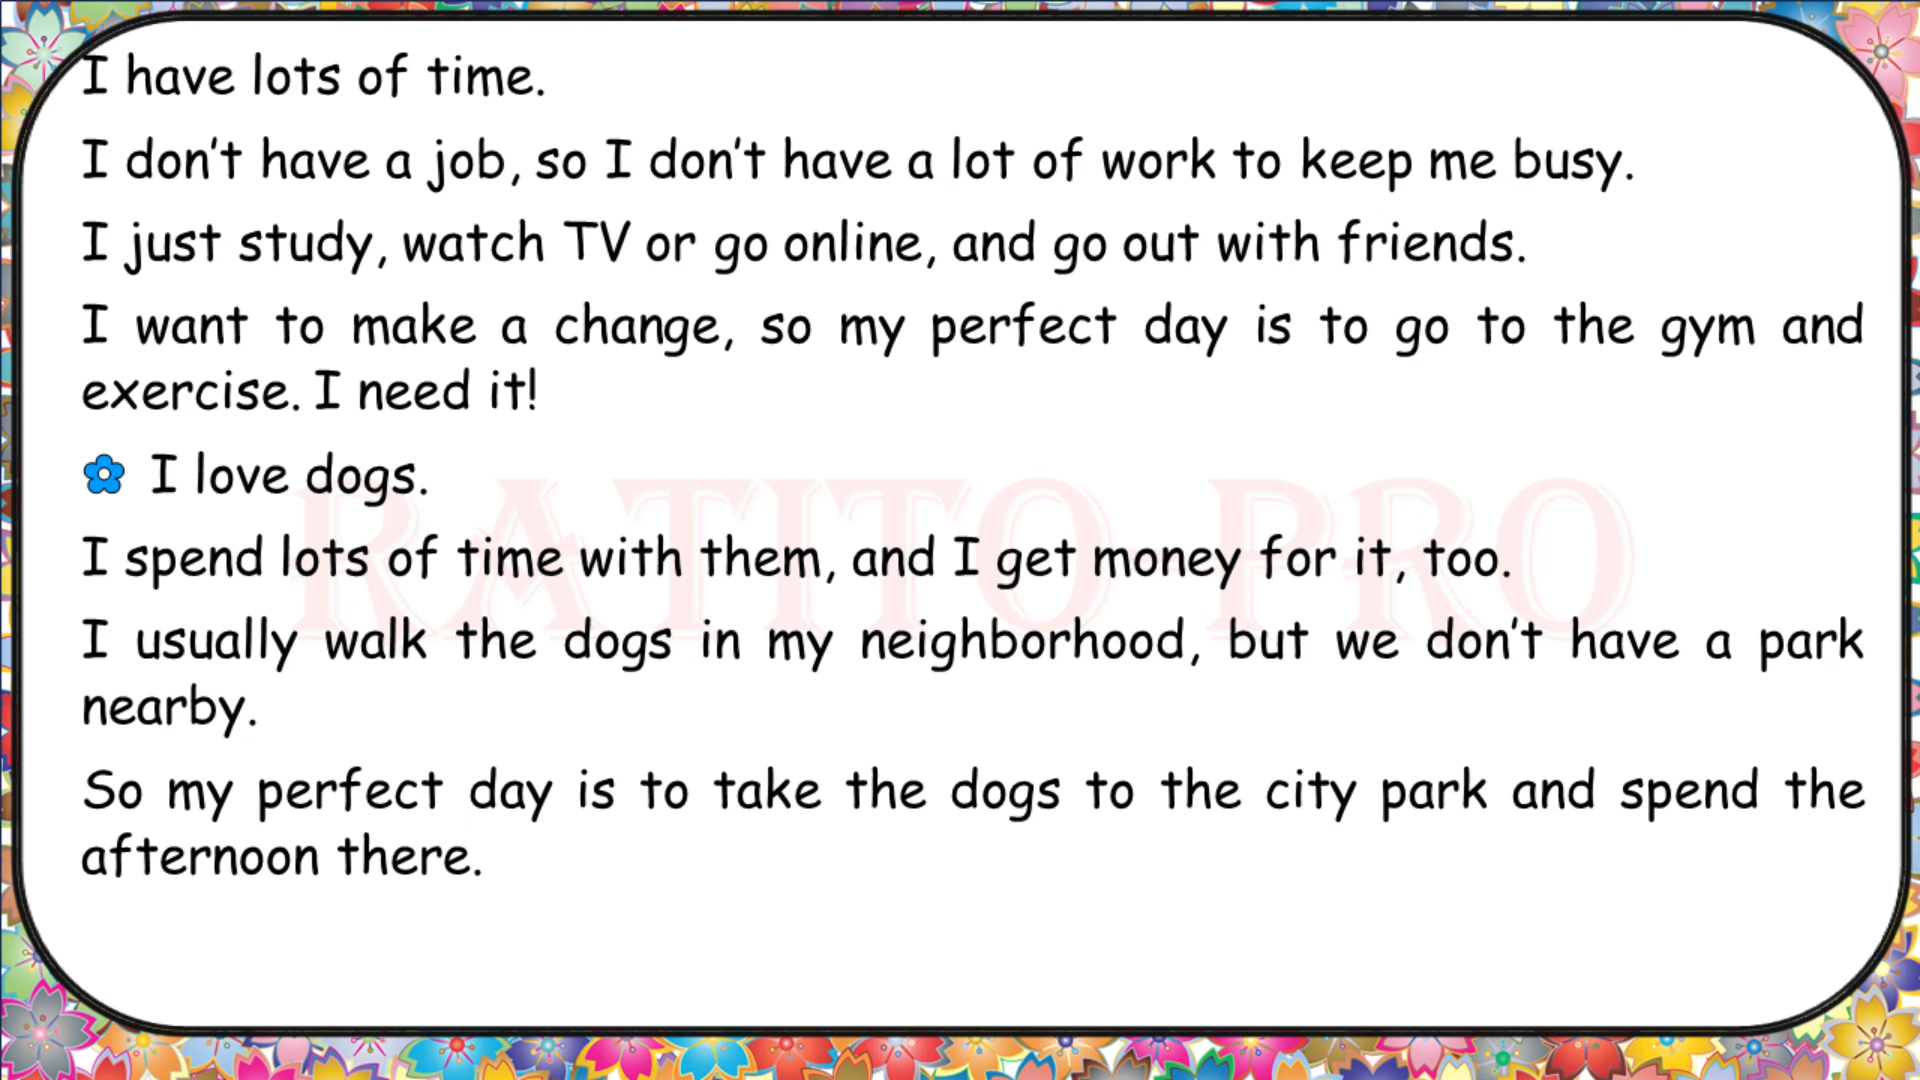 I have lots of time.
I don't have a job, so I don't have a lot of work to keep me busy.
I just study, watch TV or go online, and go out with friends.
I want to make a change, so my perfect day is to go to the gym and
exercise. I need it!
I love dogs.
RATITO PRO
I spend lots of time with them, and I get money for it, too.
I usually walk the dogs in my neighborhood, but we don't have a park
nearby.
So my perfect day is to take the dogs to the city park and spend the
afternoon there.